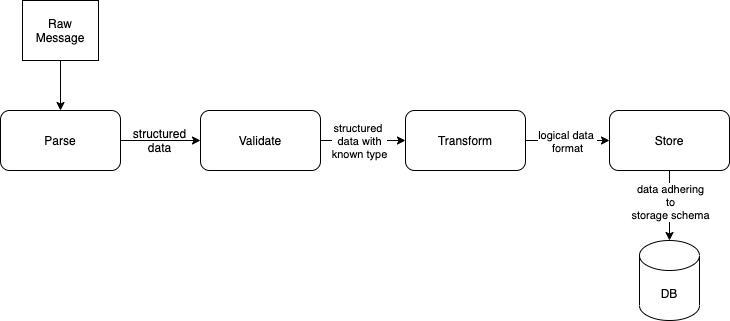 Raw
Message
Parse
structured
data
Validate
structured
data with
known type
Transform
logical data
format
Store
data adhering
to
storage schema
DB